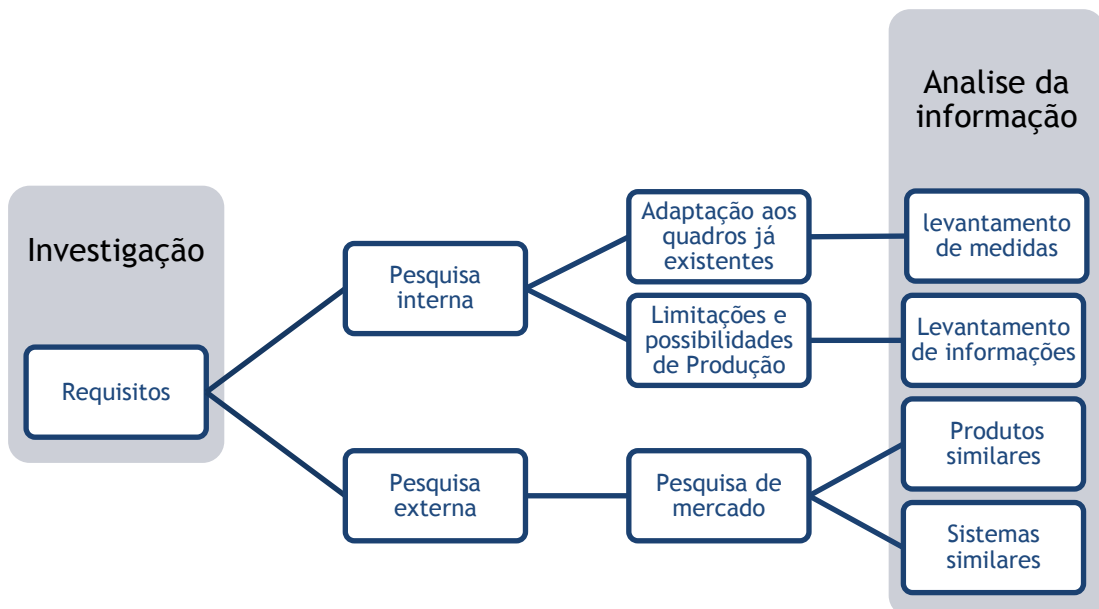 Investigação
Requisitos
Pesquisa
interna
Pesquisa
externa
Adaptação aos
quadros já
existentes
Limitações e
possibilidades
de Produção
Pesquisa de
mercado
Analise da
informação
levantamento
de medidas
Levantamento
de informações
Produtos
similares
Sistemas
similares